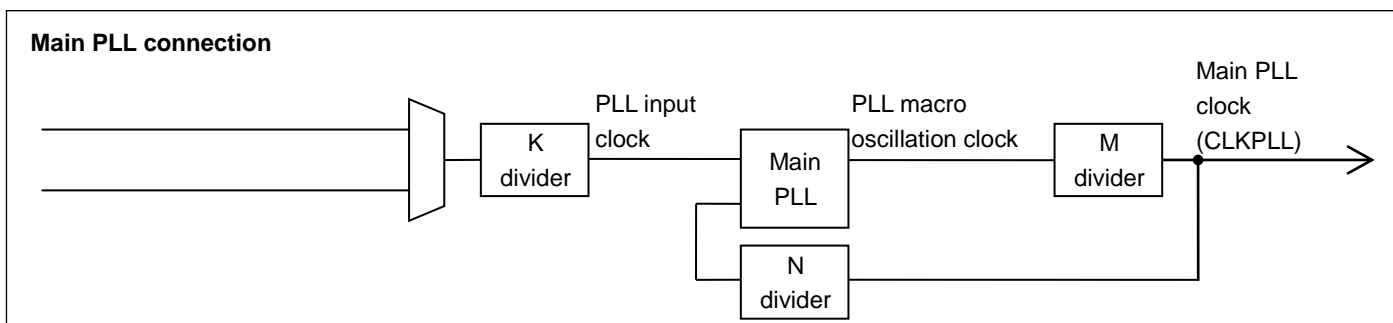 Main PLL connection
K
divider
PLL input
clock
Main
PLL
PLL macro
oscillation clock
M
divider
Main PLL
clock
(CLKPLL)
N
divider